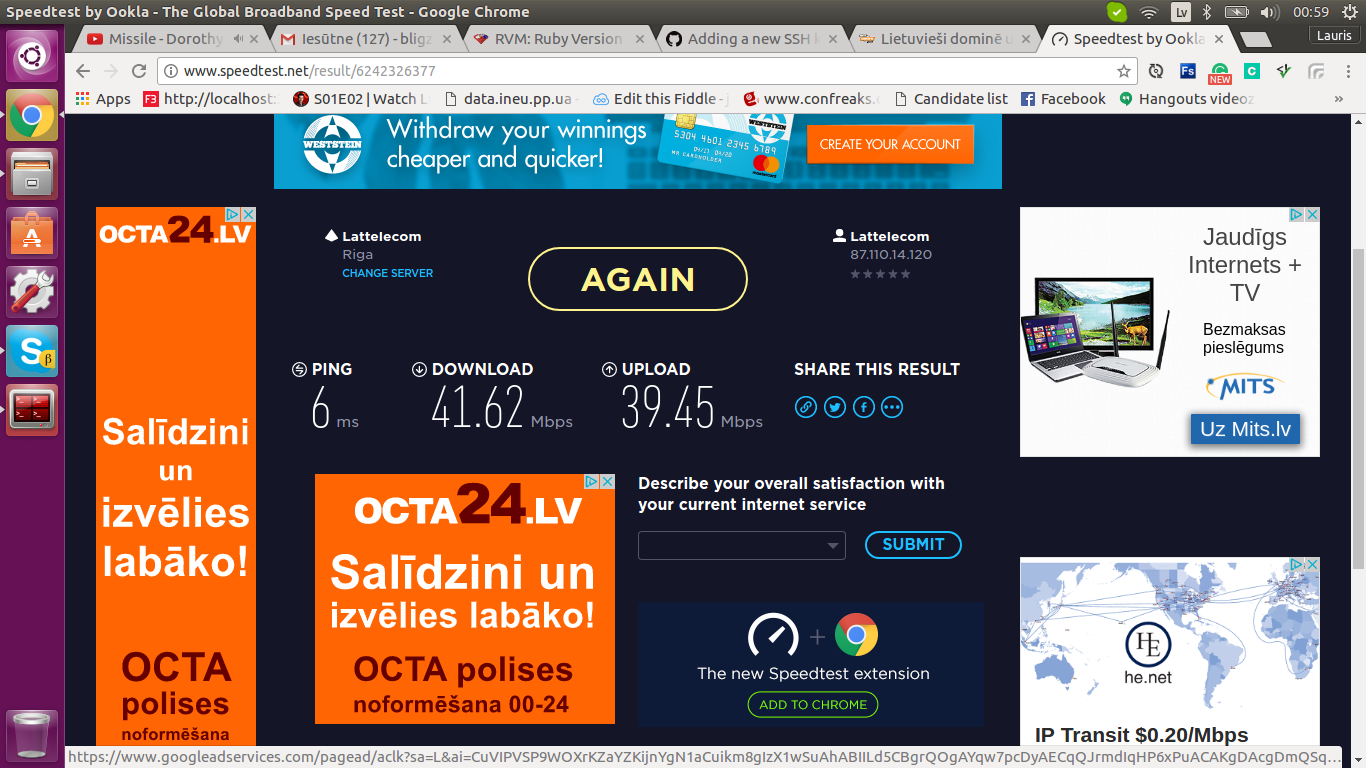 Speedtest by Ookla - The Global Broadband Speed Test - Google Chrome
Lv
00:59
Missile - Dorothy
Iesūtne (127) - bligz
RVM: Ruby Version
Adding a new SSH k
Lietuvieši dominē u
Speedtest by Ookla
Lauris
www.speedtest.net/result/6242326377
Fs
NEW
C
Apps
F3 http://localhost:
S01E02 | Watch L
data.ineu.pp.ua -
Edit this Fiddle - j
www.confreaks.
Candidate list
Facebook
Hangouts videoz
»
WESTSTEIN
Withdraw your winnings
cheaper and quicker!
5304 4601 2345 6789
MR CARDHOLDER
WESTSTEIN
CREATE YOUR ACCOUNT
OCTA24.LV
Salīdzini
un
izvēlies
labāko!
OCTA
polises
noformēšana
Lattelecom
Riga
CHANGE SERVER
AGAIN
Lattelecom
87.110.14.120
PING
6 ms
DOWNLOAD
41.62 Mbps
UPLOAD
39.45 Mbps
SHARE THIS RESULT
OCTA24.LV
Salīdzini un
izvēlies labāko!
OCTA polises
noformēšana 00-24
Describe your overall satisfaction with
your current internet service
SUBMIT
The new Speedtest extension
ADD TO CHROME
Jaudīgs
Internets +
TV
Bezmaksas
pieslēgums
MITS
Uz Mits.lv
HE
he.net
IP Transit $0.20/Mbps
https://www.googleadservices.com/pagead/aclk?sa=L&ai=CuVIPVSP9WOXrKZaYZKijnYgN1aCuikm8gIzX1wSuAhABIILd5CBgrQOgAYqw7pcDyAECqQJrmdIqHP6xPuACAKgDAcgDmQSq...